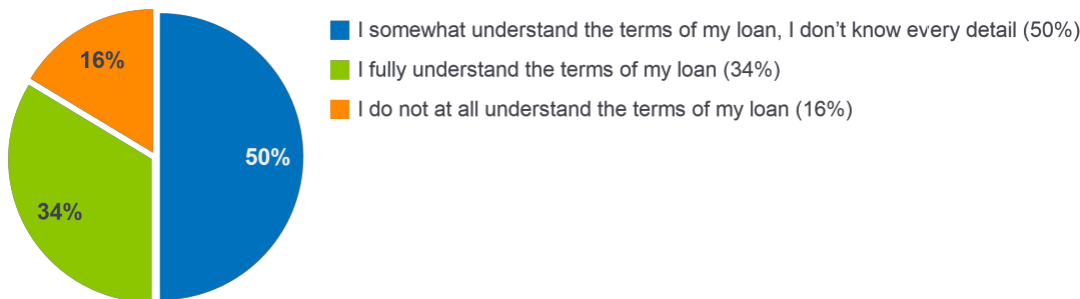 16%
50%
34%
I somewhat understand the terms of my loan, I don’t know every detail (50%)
I fully understand the terms of my loan (34%)
I do not at all understand the terms of my loan (16%)